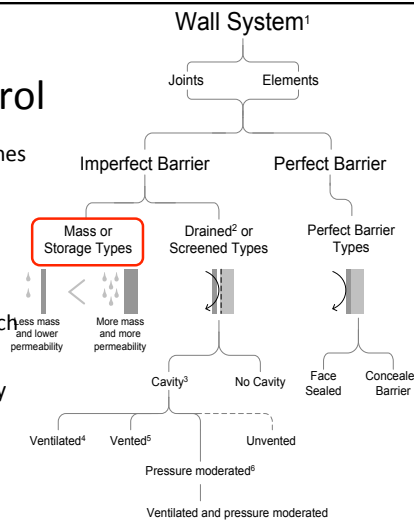 Wall System¹
rol
Joints Elements
nes
Imperfect Barrier Perfect Barrier
Mass or
Storage Types
Drained² or
Screened Types
Perfect Barrier
Types
<
ch
Less mass
and lower
permeability
More mass
and more
permeability
y
Cavity³ No Cavity
Face
Sealed
Conceale
Barrier
Ventilated⁴ Vented⁵ Unvented
Pressure moderated⁶
Ventilated and pressure moderated